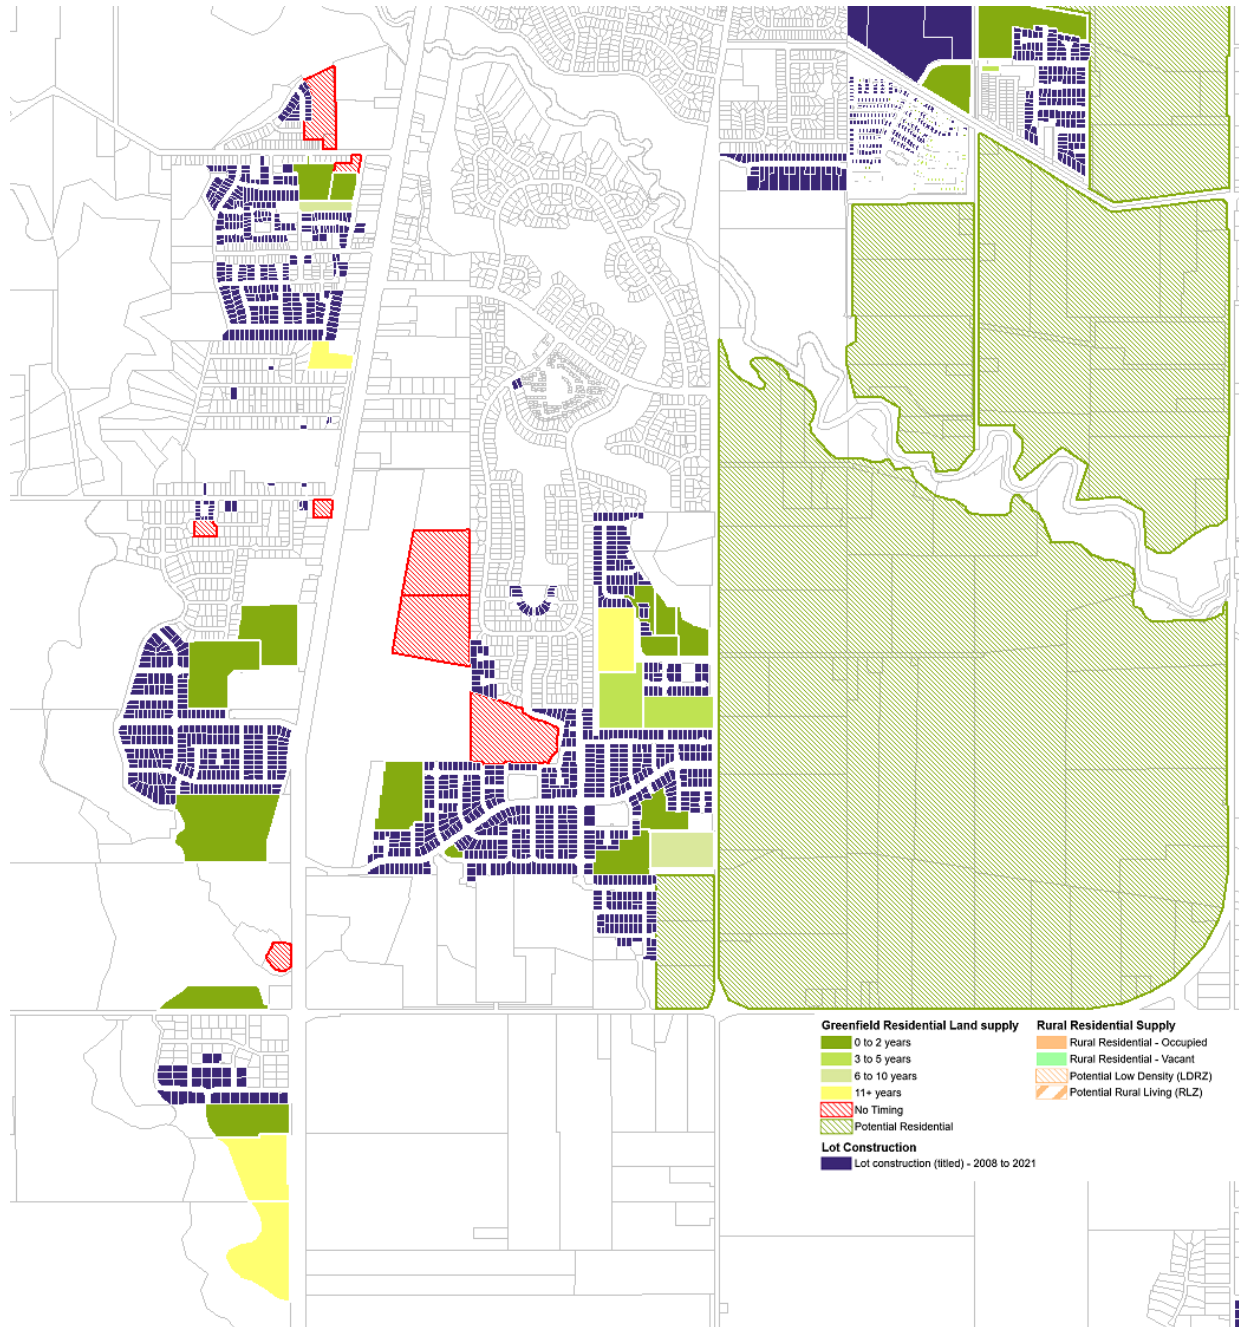 Greenfield Residential Land supply
0 to 2 years
3 to 5 years
6 to 10 years
11+ years
No Timing
Potential Residential
Lot Construction
Lot construction (titled) - 2008 to 2021
Rural Residential Supply
Rural Residential - Occupied
Rural Residential - Vacant
Potential Low Density (LDRZ)
Potential Rural Living (RLZ)